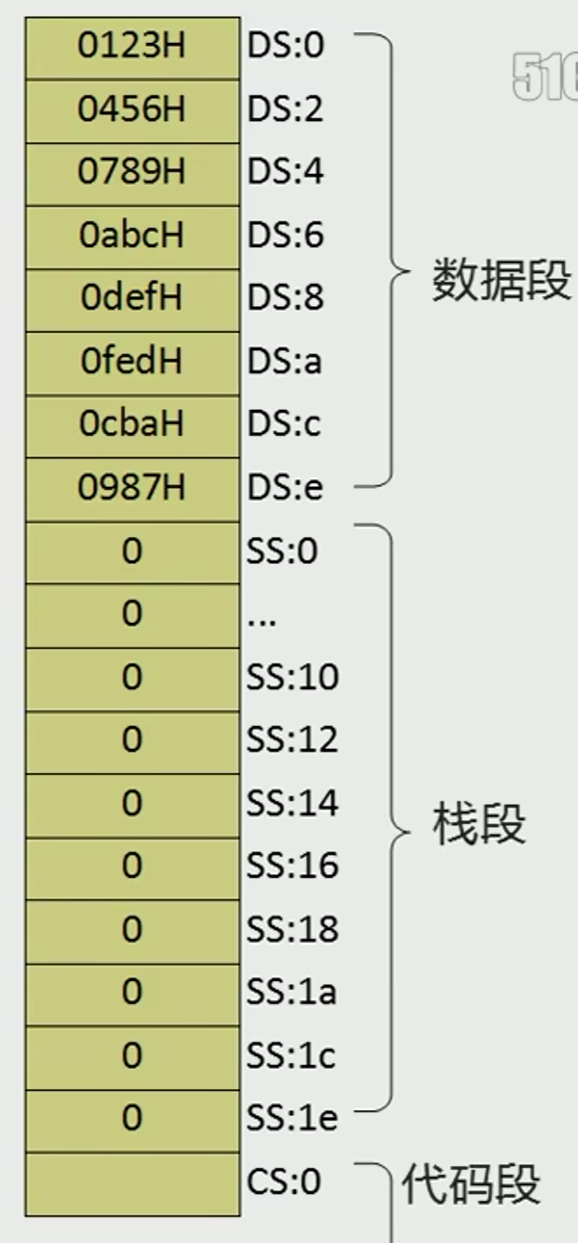 0123H DS:0
516
0456H DS:2
0789H DS:4
0abcH DS:6
数据段
0defH DS:8
0fedH DS:a
0cbaH DS:c
0987H DS:e
0 SS:0
0 ...
0 SS:10
0 SS:12
0 SS:14
栈段
0 SS:16
0 SS:18
0 SS:1a
0 SS:1c
0 SS:1e
CS:0 代码段